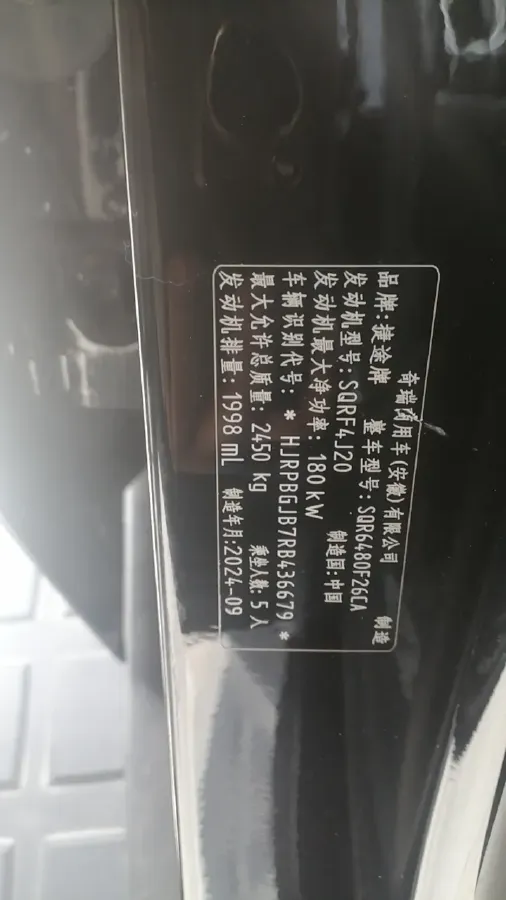 奇瑞商用车(安徽)有限公司 制造
品牌:捷途牌 整车型号:SQR6480F26CA
发动机型号:SQRF4J20 制造国:中国
发动机最大净功率:180kW
车辆识别代号:*HJRPBGJB7RB436679*
最大允许总质量:2450 kg 乘坐人数:5人
发动机排量:1998 mL 制造年月:2024-09